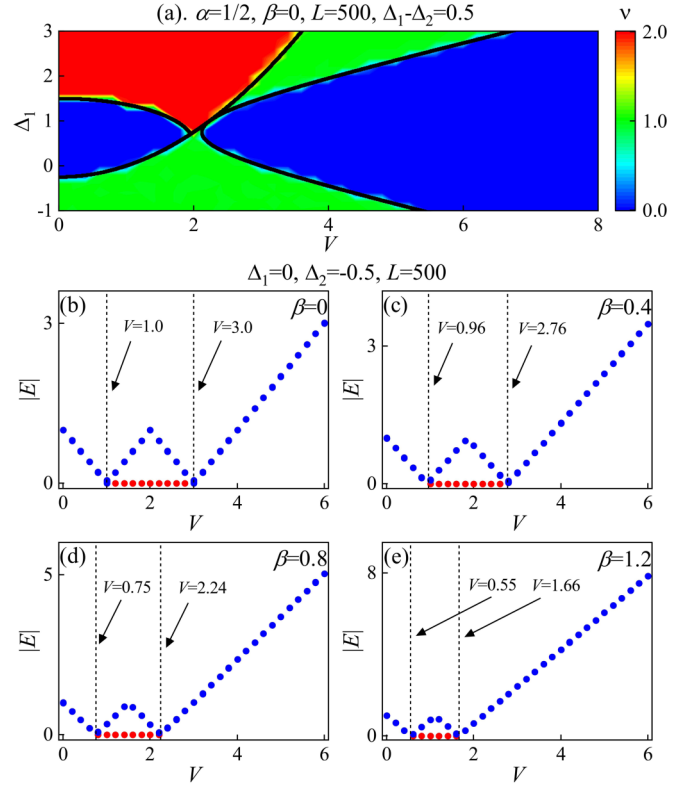 (a). α=1/2, β=0, L=500, Δ₁-Δ₂=0.5
ν
3
2
1
0
-1
Δ₁
0
2
4
6
8
V
2.0
1.0
0.0
Δ₁=0, Δ₂=-0.5, L=500
(b)
β=0
V=1.0
V=3.0
3
0
|E|
0
2
4
6
V
(c)
β=0.4
V=0.96
V=2.76
3
0
|E|
0
2
4
6
V
(d)
β=0.8
V=0.75
V=2.24
5
0
|E|
0
2
4
6
V
(e)
β=1.2
V=0.55
V=1.66
8
0
|E|
0
2
4
6
V